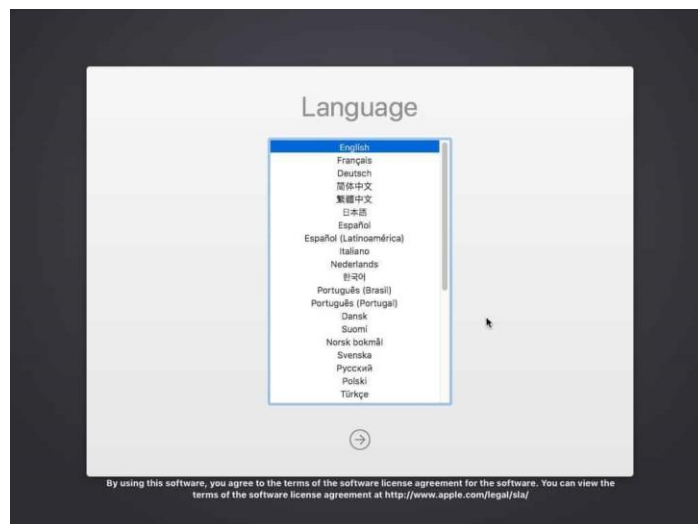 Language
English
Français
Deutsch
简体中文
繁體中文
日本語
Español
Español (Latinoamérica)
Italiano
Nederlands
한국어
Português (Brasil)
Português (Portugal)
Dansk
Suomi
Norsk bokmål
Svenska
Русский
Polski
Türkçe
By using this software, you agree to the terms of the software license agreement for the software. You can view the
terms of the software license agreement at http://www.apple.com/legal/sla/